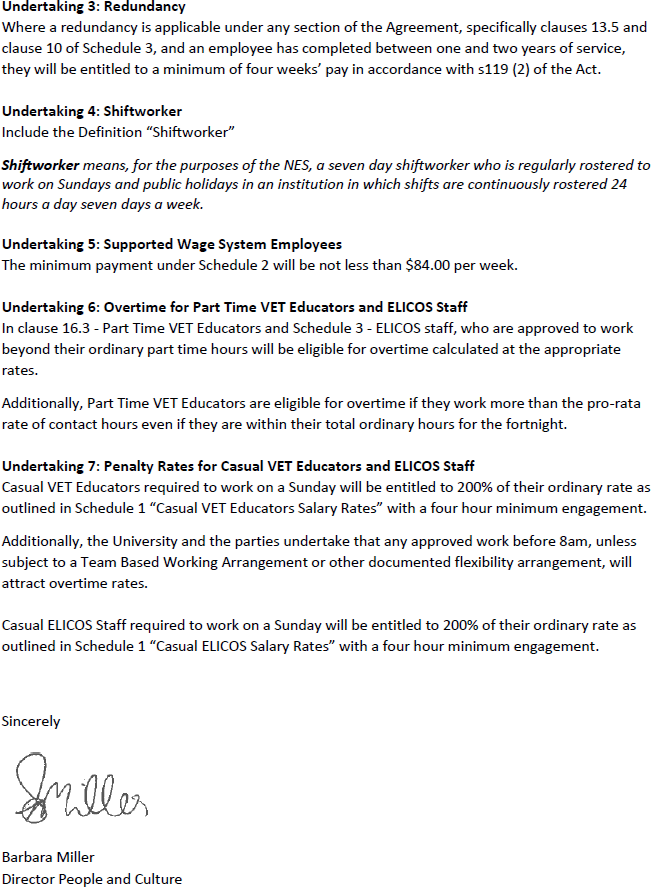 Undertaking 3: Redundancy
Where a redundancy is applicable under any section of the Agreement, specifically clauses 13.5 and
clause 10 of Schedule 3, and an employee has completed between one and two years of service,
they will be entitled to a minimum of four weeks’ pay in accordance with s119 (2) of the Act.
Undertaking 4: Shiftworker
Include the Definition “Shiftworker”
Shiftworker means, for the purposes of the NES, a seven day shiftworker who is regularly rostered to
work on Sundays and public holidays in an institution in which shifts are continuously rostered 24
hours a day seven days a week.
Undertaking 5: Supported Wage System Employees
The minimum payment under Schedule 2 will be not less than $84.00 per week.
Undertaking 6: Overtime for Part Time VET Educators and ELICOS Staff
In clause 16.3 - Part Time VET Educators and Schedule 3 - ELICOS staff, who are approved to work
beyond their ordinary part time hours will be eligible for overtime calculated at the appropriate
rates.
Additionally, Part Time VET Educators are eligible for overtime if they work more than the pro-rata
rate of contact hours even if they are within their total ordinary hours for the fortnight.
Undertaking 7: Penalty Rates for Casual VET Educators and ELICOS Staff
Casual VET Educators required to work on a Sunday will be entitled to 200% of their ordinary rate as
outlined in Schedule 1 “Casual VET Educators Salary Rates” with a four hour minimum engagement.
Additionally, the University and the parties undertake that any approved work before 8am, unless
subject to a Team Based Working Arrangement or other documented flexibility arrangement, will
attract overtime rates.
Casual ELICOS Staff required to work on a Sunday will be entitled to 200% of their ordinary rate as
outlined in Schedule 1 “Casual ELICOS Salary Rates” with a four hour minimum engagement.
Sincerely
Miller
Barbara Miller
Director People and Culture